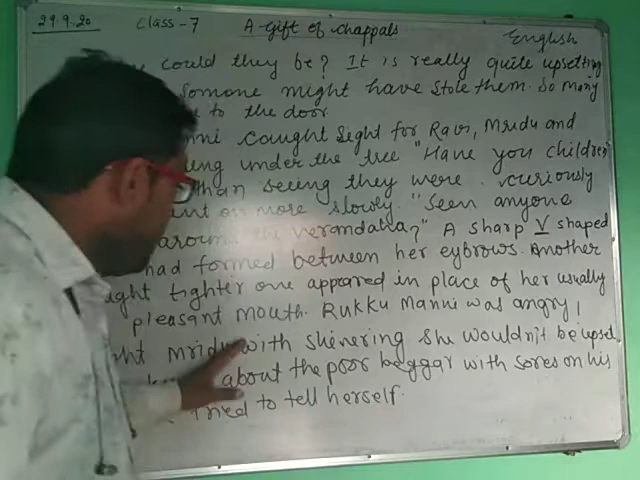 29.9.20 Class-7 A Gift of chappals English
could they be? It is really quite upsetting
Somone might have stole them. So many
to the door.
caught sight for Ravi, Mridu and
under the tree "Have you children"
than seeing they were. curiously
on more slowly. "Seen anyone
around the verandaha?" A sharp V shaped
had formed between her eybrows. Another
tighter one appeared in place of her usually
pleasant mouth. Rukku Manni was angry!
Mridu with shinering she wouldn't be upset
about the poor beggar with sores on his
Tried to tell herself.